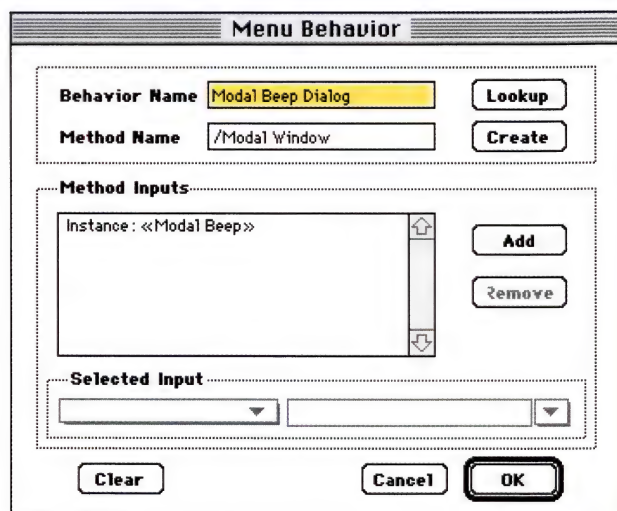 Menu Behavior
Behavior Name Modal Beep Dialog Lookup
Method Name /Modal Window Create
Method Inputs
Instance: «Modal Beep»
Add
Remove
Selected Input
Clear Cancel OK